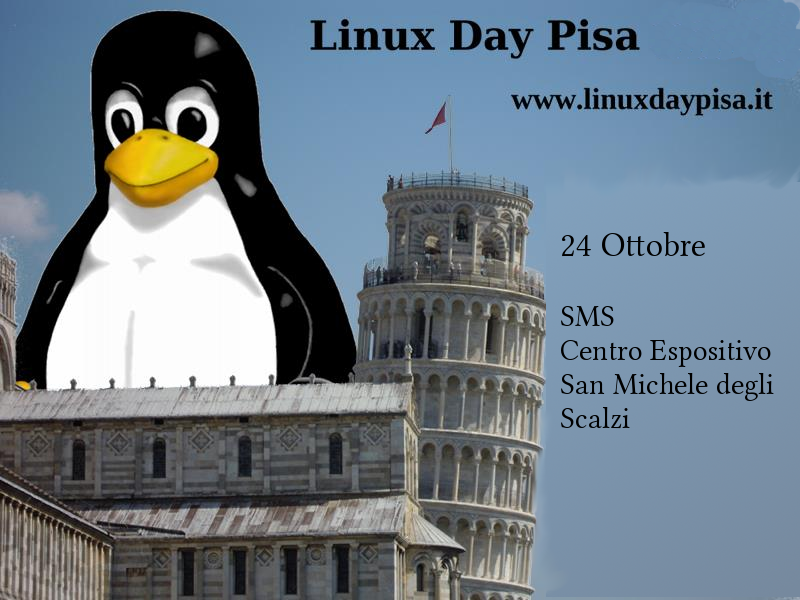 Linux Day Pisa
www.linuxdaypisa.it
24 Ottobre
SMS
Centro Espositivo
San Michele degli
Scalzi